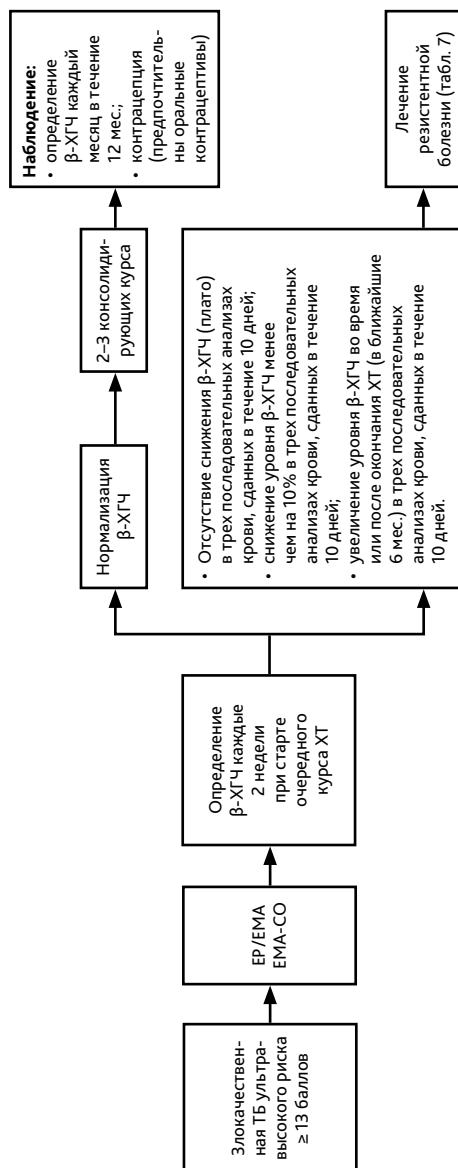 Злокачествен-
ная ТБ ультра-
высокого риска
≥ 13 баллов
EP/EMA
EMA-CO
Определение
β-ХГЧ каждые
2 недели
при старте
очередного
курса ХТ
Нормализация
β-ХГЧ
2–3 консолиди-
рующих курса
Наблюдение:
• определение
β-ХГЧ каждый
месяц в течение
12 мес.;
• контрацепция
(предпочтитель-
ны оральные
контрацептивы)
• Отсутствие снижения β-ХГЧ (плато)
в трех последовательных анализах
крови, сданных в течение 10 дней;
• снижение уровня β-ХГЧ менее
чем на 10% в трех последовательных
анализах крови, сданных в течение
10 дней;
• увеличение уровня β-ХГЧ во время
или после окончания ХТ (в ближайшие
6 мес.) в трех последовательных
анализах крови, сданных в течение
10 дней.
Лечение
резистентной
болезни (табл. 7)